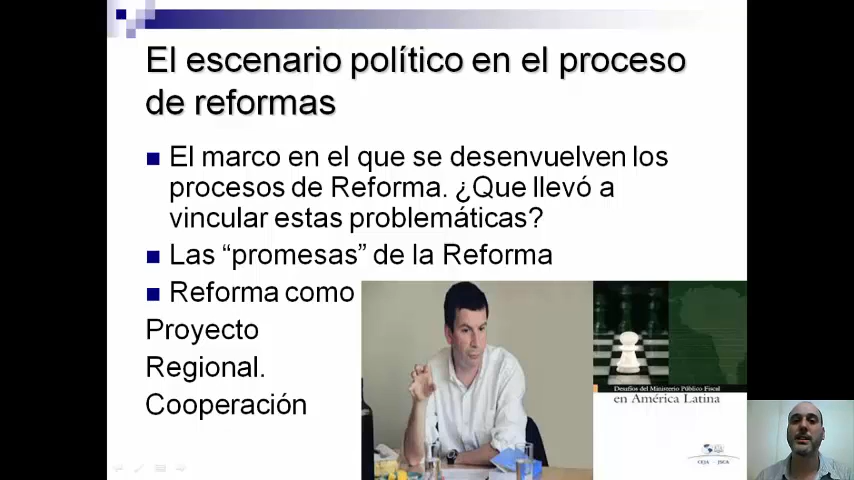 El escenario político en el proceso
de reformas
El marco en el que se desenvuelven los
procesos de Reforma. ¿Que llevó a
vincular estas problemáticas?
Las “promesas” de la Reforma
Reforma como
Proyecto
Regional.
Cooperación
Desafíos del Ministerio Público Fiscal
en América Latina
CEJA - JSCA